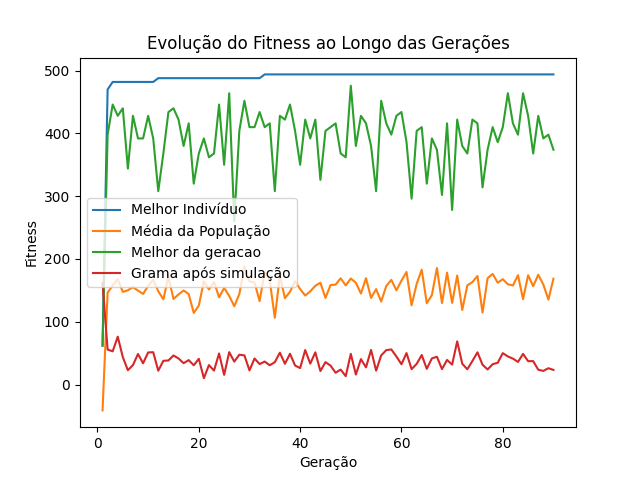 Evolução do Fitness ao Longo das Gerações
500
400
300
200
100
0
Fitness
Melhor Indivíduo
Média da População
Melhor da geracao
Grama após simulação
0
20
40
60
80
Geração